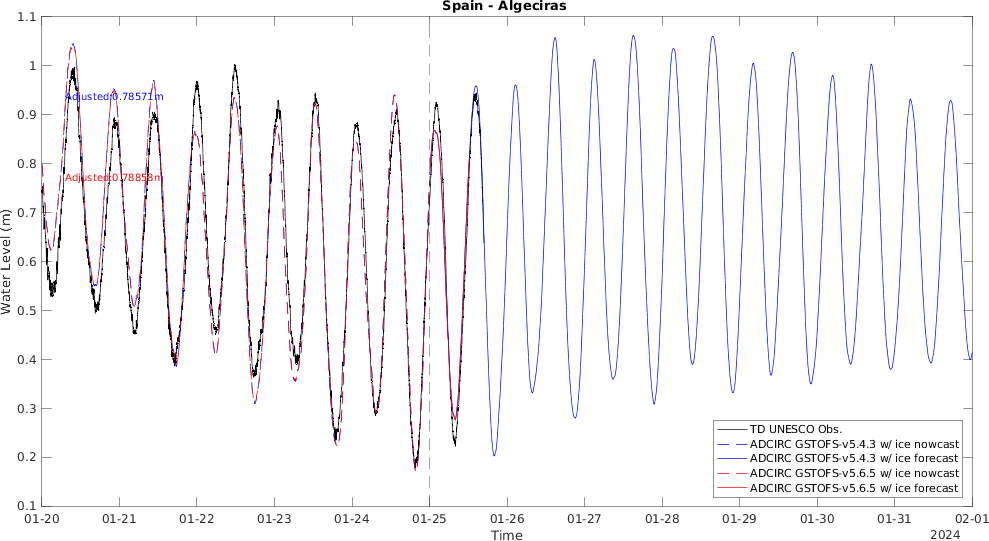 Spain - Algeciras
1.1
1
0.9
0.8
0.7
0.6
0.5
0.4
0.3
0.2
0.1
Water Level (m)
Adjusted:0.78571m
Adjusted:0.78858m
TD UNESCO Obs.
ADCIRC GSTOFS-v5.4.3 w/ ice nowcast
ADCIRC GSTOFS-v5.4.3 w/ ice forecast
ADCIRC GSTOFS-v5.6.5 w/ ice nowcast
ADCIRC GSTOFS-v5.6.5 w/ ice forecast
01-20 01-21 01-22 01-23 01-24 01-25 01-26 01-27 01-28 01-29 01-30 01-31 02-01
Time
2024